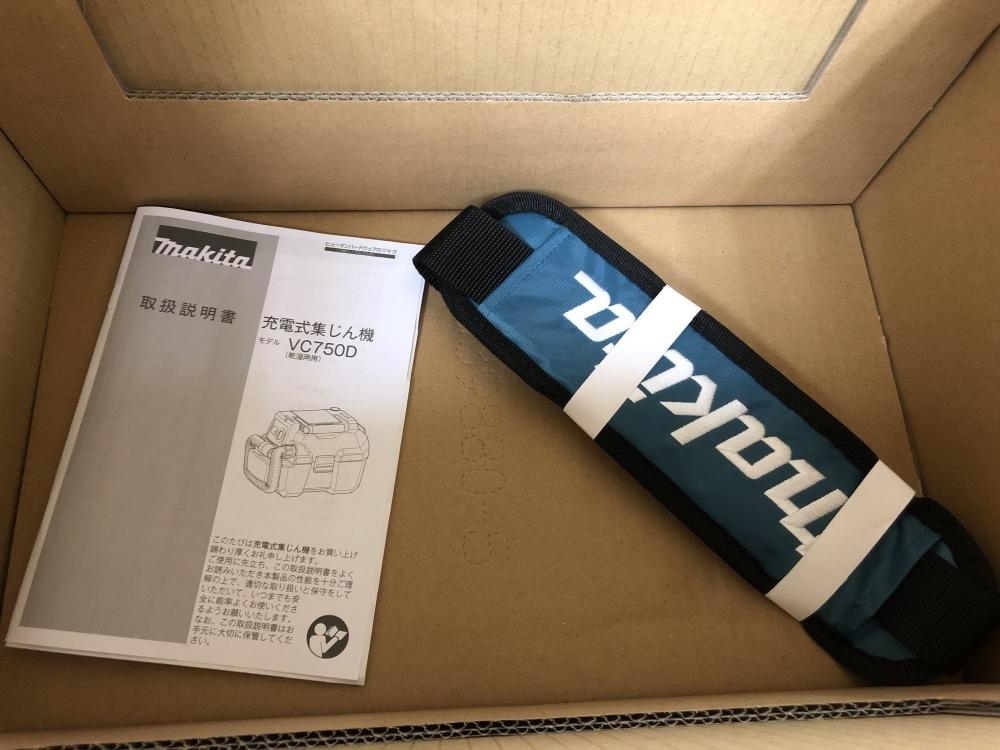 makita
ヒューマンハードウェアのマキタ
取扱説明書
充電式集じん機
モデル VC750D
(乾湿両用)
このたびは充電式集じん機をお買い上げ
賜わり厚くお礼申し上げます。
ご使用に先立ち、この取扱説明書をよく
お読みいただき本製品の性能を十分ご理
解の上で、適切な取り扱いと保守をして
いただいて、いつまでも安
全に能率よくお使いくださ
るようお願いいたします。
なお、この取扱説明書はお
手元に大切に保管してくだ
さい。
makita